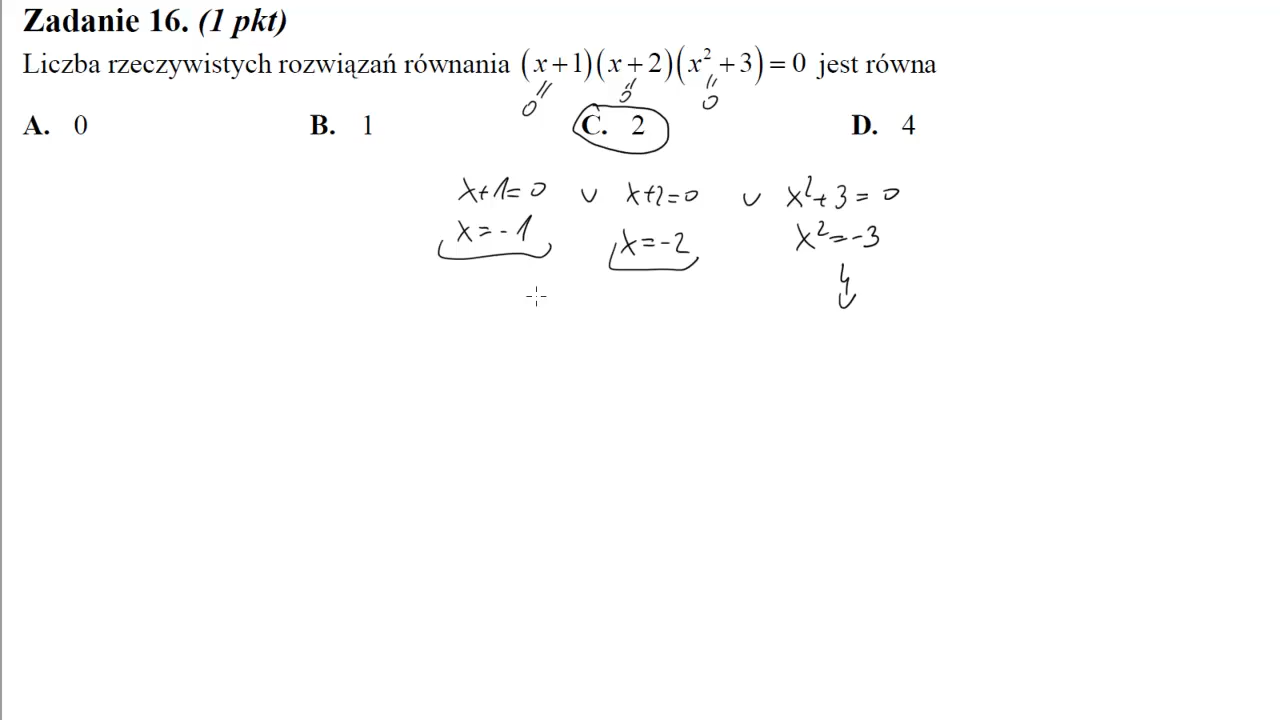 Zadanie 16. (1 pkt)
Liczba rzeczywistych rozwiązań równania (x+1)(x+2)(x²+3)=0 jest równa
" " "
0 0 0
A. 0 B. 1 C. 2 D. 4
x+1=0 ∨ x+2=0 ∨ x²+3=0
x=-1 x=-2 x²=-3